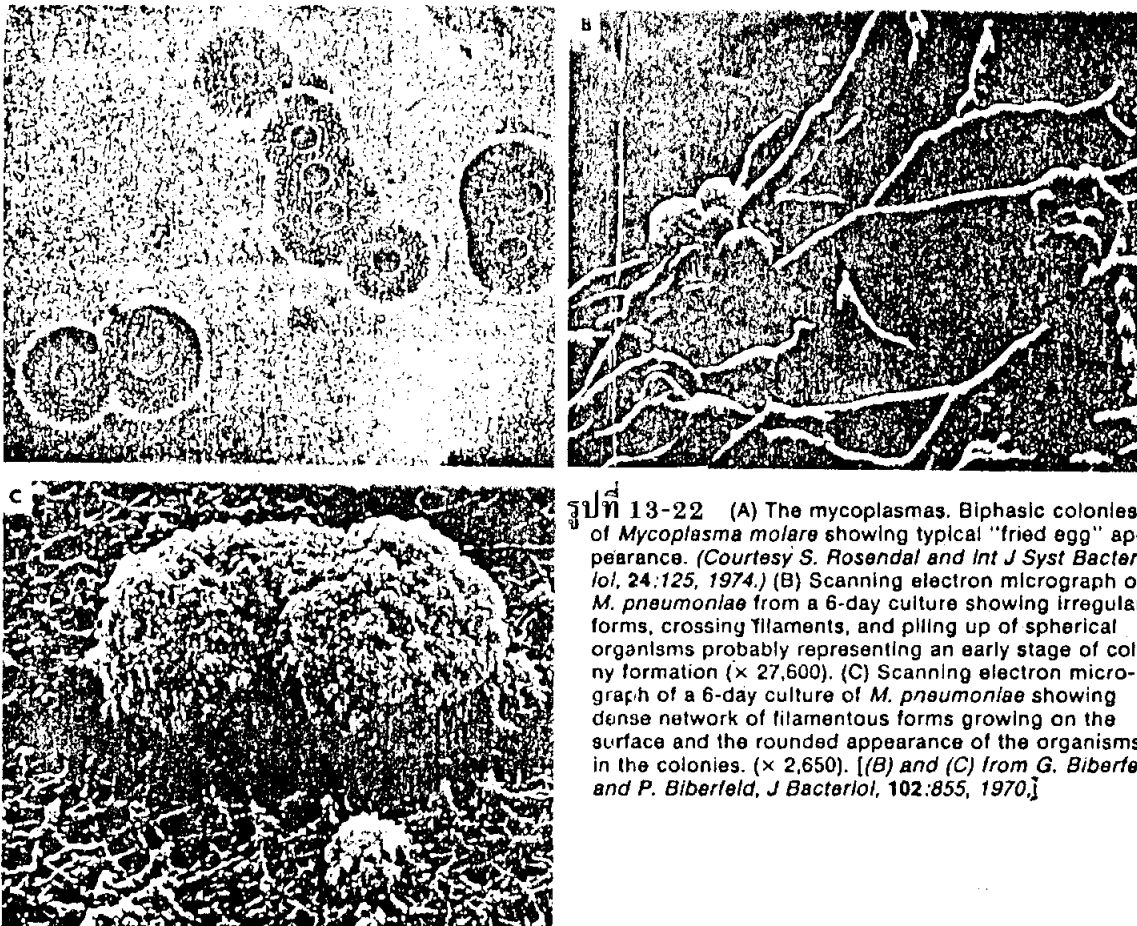 B
C
รูปที่ 13-22 (A) The mycoplasmas. Biphasic colonies
of Mycoplasma molare showing typical "fried egg" ap-
pearance. (Courtesy S. Rosendal and Int J Syst Bacter
iol, 24:125, 1974.) (B) Scanning electron micrograph o
M. pneumoniae from a 6-day culture showing irregula
forms, crossing filaments, and piling up of spherical
organisms probably representing an early stage of col
ny formation (× 27,600). (C) Scanning electron micro-
graph of a 6-day culture of M. pneumoniae showing
dense network of filamentous forms growing on the
surface and the rounded appearance of the organisms
in the colonies. (× 2,650). [(B) and (C) from G. Biberfe
and P. Biberfeld, J Bacteriol, 102:855, 1970.]